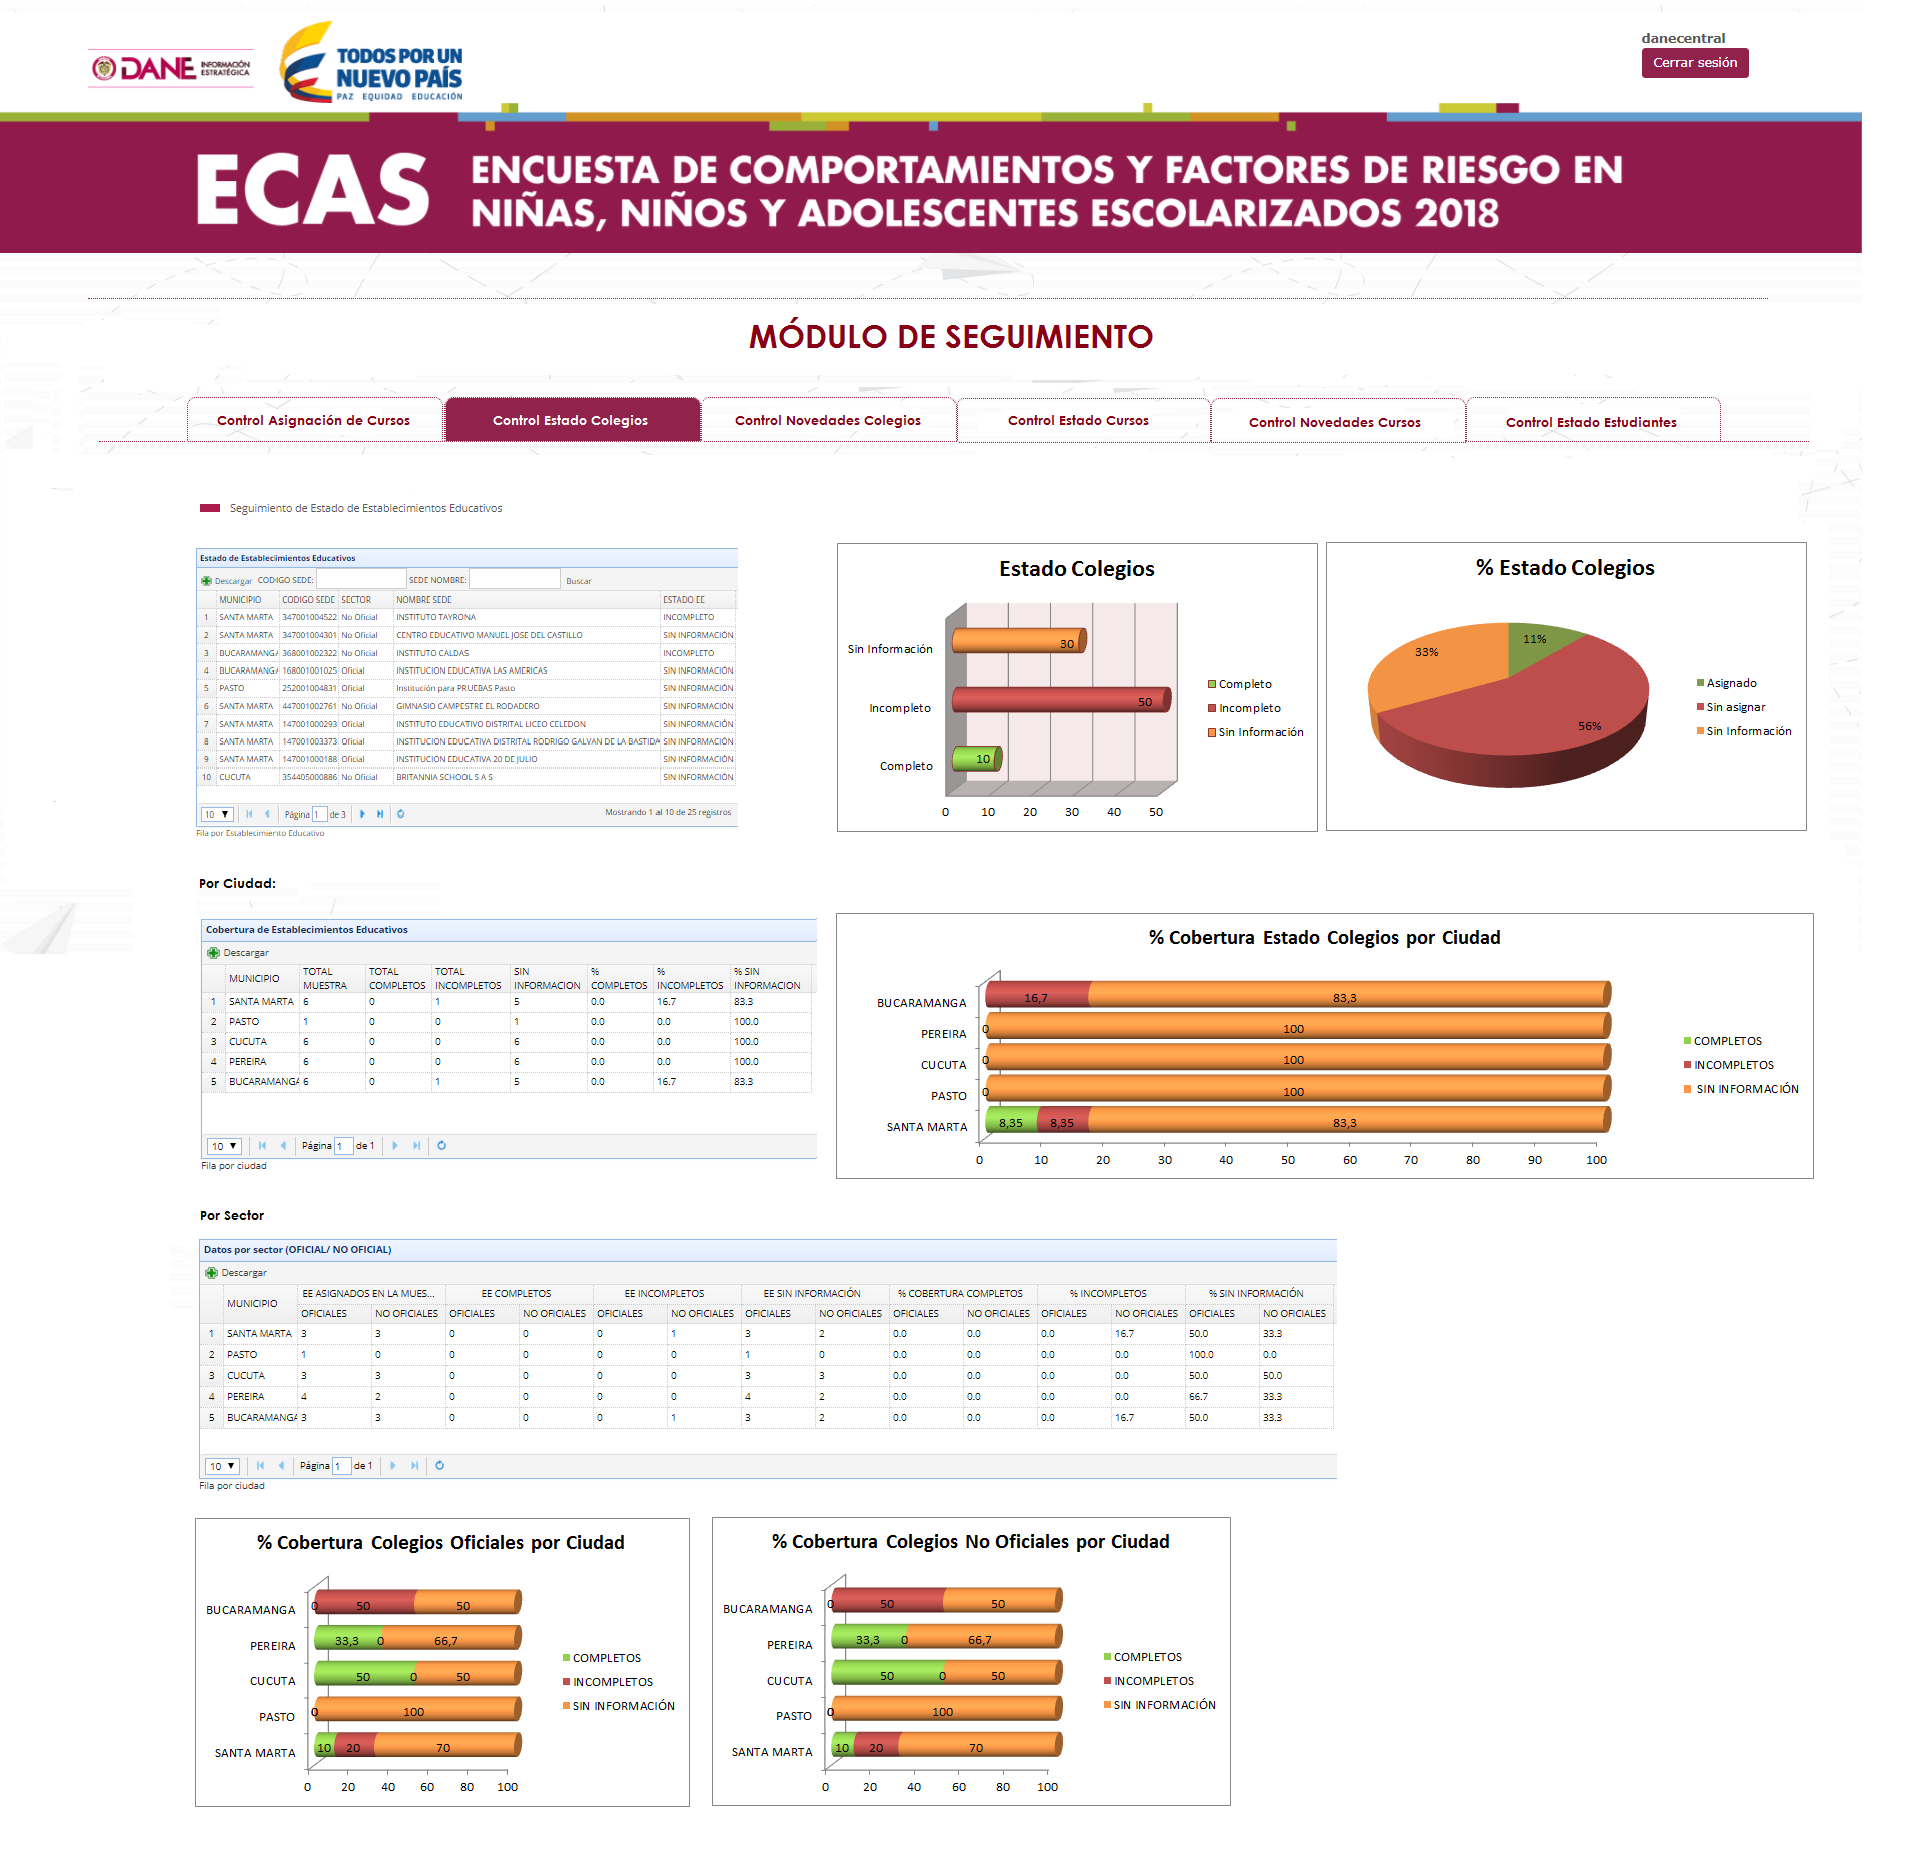 danecentral
Cerrar sesión
DANE INFORMACIÓN ESTRATÉGICA
TODOS POR UN
NUEVO PAÍS
PAZ EQUIDAD EDUCACIÓN
ECAS ENCUESTA DE COMPORTAMIENTOS Y FACTORES DE RIESGO EN
NIÑAS, NIÑOS Y ADOLESCENTES ESCOLARIZADOS 2018
MÓDULO DE SEGUIMIENTO
Control Asignación de Cursos Control Estado Colegios Control Novedades Colegios Control Estado Cursos Control Novedades Cursos Control Estado Estudiantes
Seguimiento de Estado de Establecimientos Educativos
Estado de Establecimientos Educativos
Descargar CODIGO SEDE: SEDE NOMBRE: Buscar
MUNICIPIO CODIGO SEDE SECTOR NOMBRE SEDE ESTADO EE
1 SANTA MARTA 347001004522 No Oficial INSTITUTO TAYRONA INCOMPLETO
2 SANTA MARTA 347001004301 No Oficial CENTRO EDUCATIVO MANUEL JOSE DEL CASTILLO SIN INFORMACIÓN
3 BUCARAMANGA 368001002322 No Oficial INSTITUTO CALDAS INCOMPLETO
4 BUCARAMANGA 168001001025 Oficial INSTITUCION EDUCATIVA LAS AMERICAS SIN INFORMACIÓN
5 PASTO 252001004831 Oficial Institución para PRUEBAS Pasto SIN INFORMACIÓN
6 SANTA MARTA 447001002761 No Oficial GIMNASIO CAMPESTRE EL RODADERO SIN INFORMACIÓN
7 SANTA MARTA 147001000293 Oficial INSTITUTO EDUCATIVO DISTRITAL LICEO CELEDON SIN INFORMACIÓN
8 SANTA MARTA 147001003373 Oficial INSTITUCION EDUCATIVA DISTRITAL RODRIGO GALVAN DE LA BASTIDA SIN INFORMACIÓN
9 SANTA MARTA 147001000188 Oficial INSTITUCION EDUCATIVA 20 DE JULIO SIN INFORMACIÓN
10 CUCUTA 354405000886 No Oficial BRITANNIA SCHOOL S A S SIN INFORMACIÓN
10 Página 1 de 3 Mostrando 1 al 10 de 25 registros
Fila por Establecimiento Educativo
Estado Colegios
Sin Información 30
Incompleto 50
Completo 10
0 10 20 30 40 50
Completo
Incompleto
Sin Información
% Estado Colegios
11%
33%
56%
Asignado
Sin asignar
Sin Información
Por Ciudad:
Cobertura de Establecimientos Educativos
Descargar
MUNICIPIO TOTAL MUESTRA TOTAL COMPLETOS TOTAL INCOMPLETOS SIN INFORMACION % COMPLETOS % INCOMPLETOS % SIN INFORMACION
1 SANTA MARTA 6 0 1 5 0.0 16.7 83.3
2 PASTO 1 0 0 1 0.0 0.0 100.0
3 CUCUTA 6 0 0 6 0.0 0.0 100.0
4 PEREIRA 6 0 0 6 0.0 0.0 100.0
5 BUCARAMANGA 6 0 1 5 0.0 16.7 83.3
10 Página 1 de 1
Fila por ciudad
% Cobertura Estado Colegios por Ciudad
BUCARAMANGA 16,7 83,3
PEREIRA 0 100
CUCUTA 0 100
PASTO 0 100
SANTA MARTA 8,35 8,35 83,3
0 10 20 30 40 50 60 70 80 90 100
COMPLETOS
INCOMPLETOS
SIN INFORMACIÓN
Por Sector
Datos por sector (OFICIAL/ NO OFICIAL)
Descargar
MUNICIPIO EE ASIGNADOS EN LA MUES... EE COMPLETOS EE INCOMPLETOS EE SIN INFORMACIÓN % COBERTURA COMPLETOS % INCOMPLETOS % SIN INFORMACIÓN
OFICIALES NO OFICIALES OFICIALES NO OFICIALES OFICIALES NO OFICIALES OFICIALES NO OFICIALES OFICIALES NO OFICIALES OFICIALES NO OFICIALES OFICIALES NO OFICIALES
1 SANTA MARTA 3 3 0 0 0 1 3 2 0.0 0.0 0.0 16.7 50.0 33.3
2 PASTO 1 0 0 0 0 0 1 0 0.0 0.0 0.0 0.0 100.0 0.0
3 CUCUTA 3 3 0 0 0 0 3 3 0.0 0.0 0.0 0.0 50.0 50.0
4 PEREIRA 4 2 0 0 0 0 4 2 0.0 0.0 0.0 0.0 66.7 33.3
5 BUCARAMANGA 3 3 0 0 0 1 3 2 0.0 0.0 0.0 16.7 50.0 33.3
10 Página 1 de 1
Fila por ciudad
% Cobertura Colegios Oficiales por Ciudad
BUCARAMANGA 0 50 50
PEREIRA 33,3 0 66,7
CUCUTA 50 0 50
PASTO 0 100
SANTA MARTA 10 20 70
0 20 40 60 80 100
COMPLETOS
INCOMPLETOS
SIN INFORMACIÓN
% Cobertura Colegios No Oficiales por Ciudad
BUCARAMANGA 0 50 50
PEREIRA 33,3 0 66,7
CUCUTA 50 0 50
PASTO 0 100
SANTA MARTA 10 20 70
0 20 40 60 80 100
COMPLETOS
INCOMPLETOS
SIN INFORMACIÓN